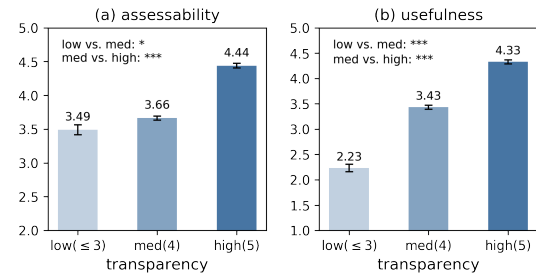 (a) assessability
low vs. med: *
med vs. high: ***
5.0
4.5
4.0
3.5
3.0
2.5
2.0
3.49
3.66
4.44
low(≤3)
med(4)
high(5)
transparency
(b) usefulness
low vs. med: ***
med vs. high: ***
5.0
4.5
4.0
3.5
3.0
2.5
2.0
1.5
1.0
2.23
3.43
4.33
low(≤3)
med(4)
high(5)
transparency